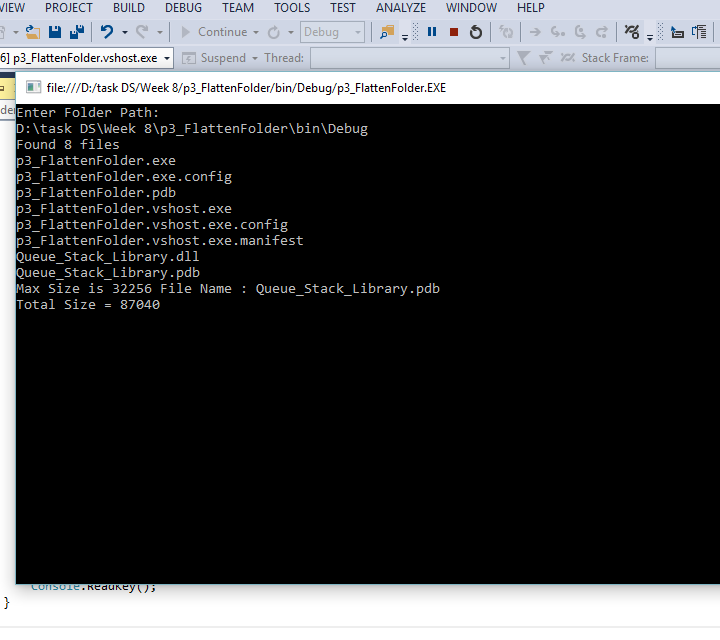 VIEW PROJECT BUILD DEBUG TEAM TOOLS TEST ANALYZE WINDOW HELP
Continue Debug
6] p3_FlattenFolder.vshost.exe Suspend Thread: Stack Frame:
file:///D:/task DS/Week 8/p3_FlattenFolder/bin/Debug/p3_FlattenFolder.EXE
Enter Folder Path:
D:\task DS\Week 8\p3_FlattenFolder\bin\Debug
Found 8 files
p3_FlattenFolder.exe
p3_FlattenFolder.exe.config
p3_FlattenFolder.pdb
p3_FlattenFolder.vshost.exe
p3_FlattenFolder.vshost.exe.config
p3_FlattenFolder.vshost.exe.manifest
Queue_Stack_Library.dll
Queue_Stack_Library.pdb
Max Size is 32256 File Name : Queue_Stack_Library.pdb
Total Size = 87040
Console.ReadKey();
}